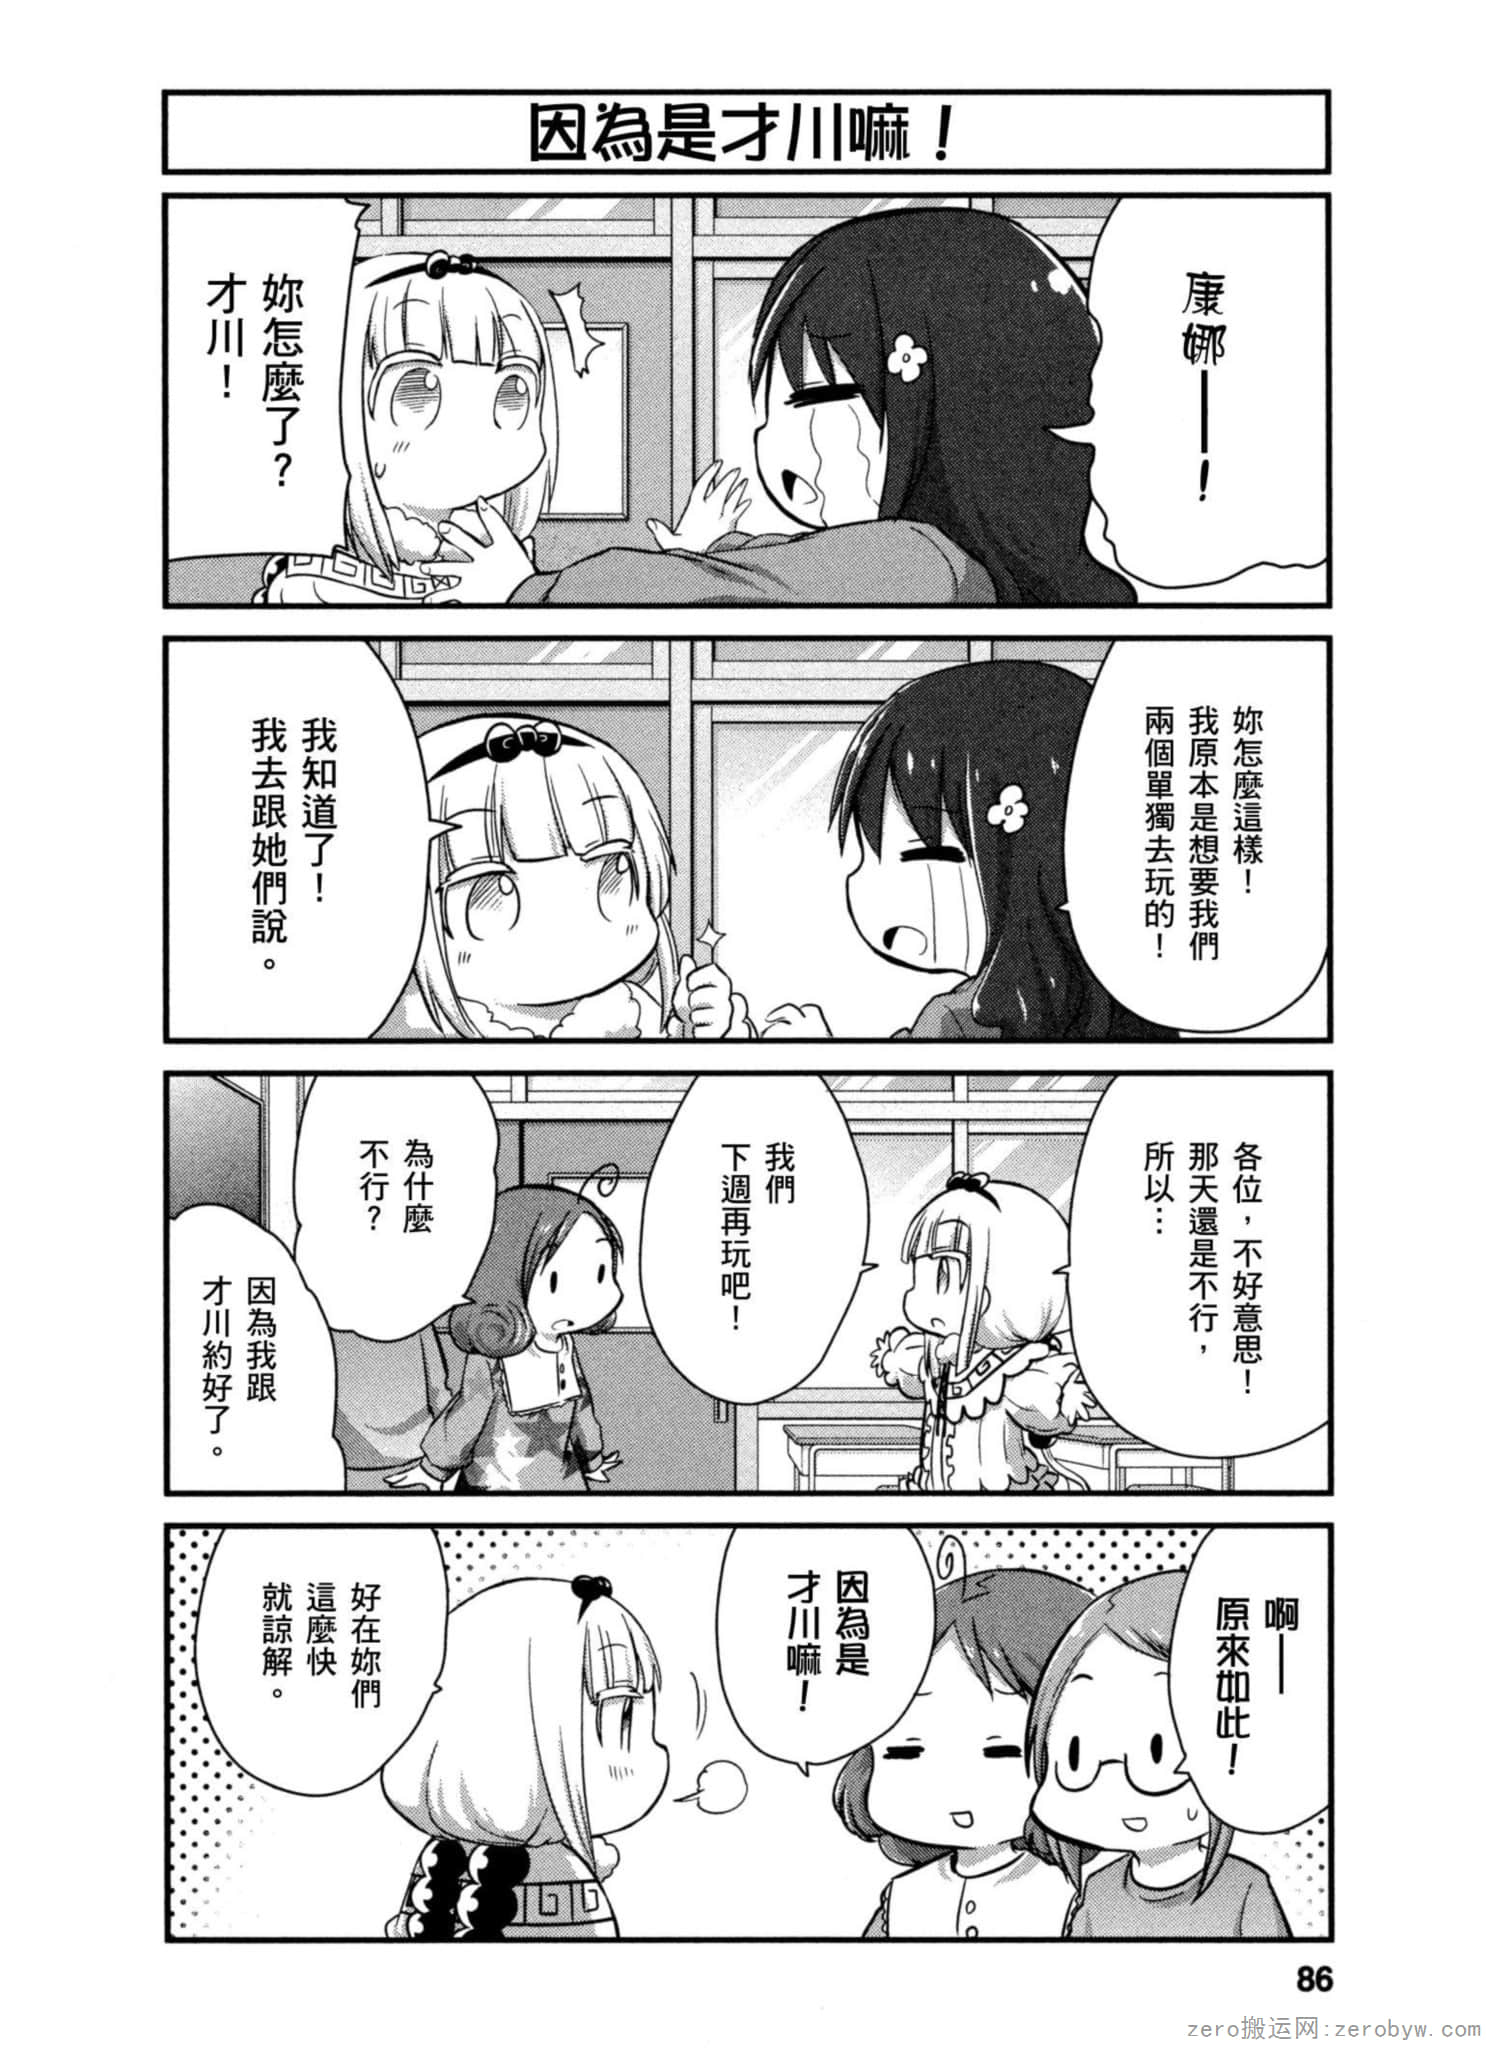 因為是才川嘛！
康娜——！
妳怎麼了？
才川！
妳怎麼這樣！
我原本是想要我們
兩個單獨去玩的！
我知道了！
我去跟她們說。
各位，不好意思！
那天還是不行，
所以…
我們
下週再玩吧！
為什麼
不行？
因為我跟
才川約好了。
啊——
原來如此！
因為是
才川嘛！
好在妳們
這麼快
就諒解。
86
zero搬运网:zerobyw.com